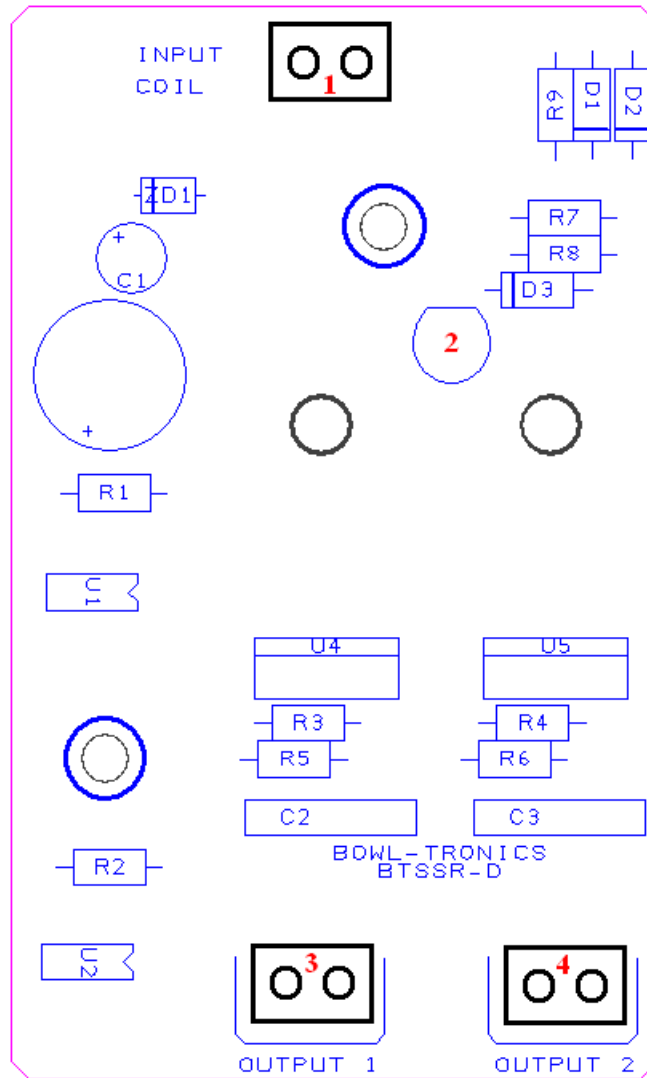 INPUT
COIL
1
R9
D1
D2
ZD1
R7
R8
+
C1
D3
2
+
R1
U1
U4
U5
R3
R4
R5
R6
C2
C3
BOWL-TRONICS
BTSSR-D
R2
U2
3
4
OUTPUT 1
OUTPUT 2